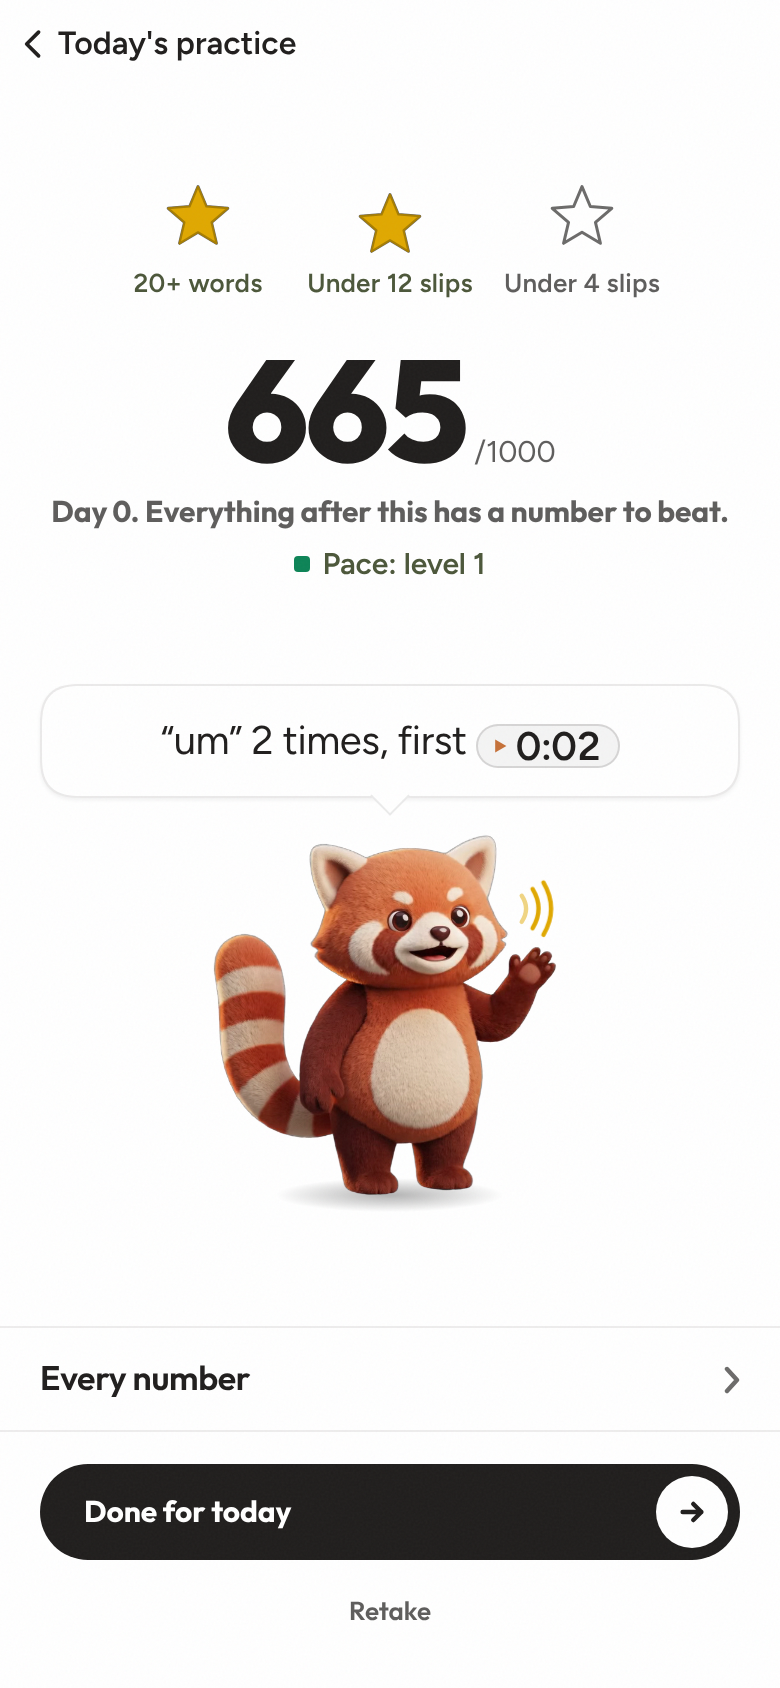 Today's practice
20+ words
Under 12 slips
Under 4 slips
665/1000
Day 0. Everything after this has a number to beat.
Pace: level 1
“um” 2 times, first 0:02
Every number
Done for today
Retake